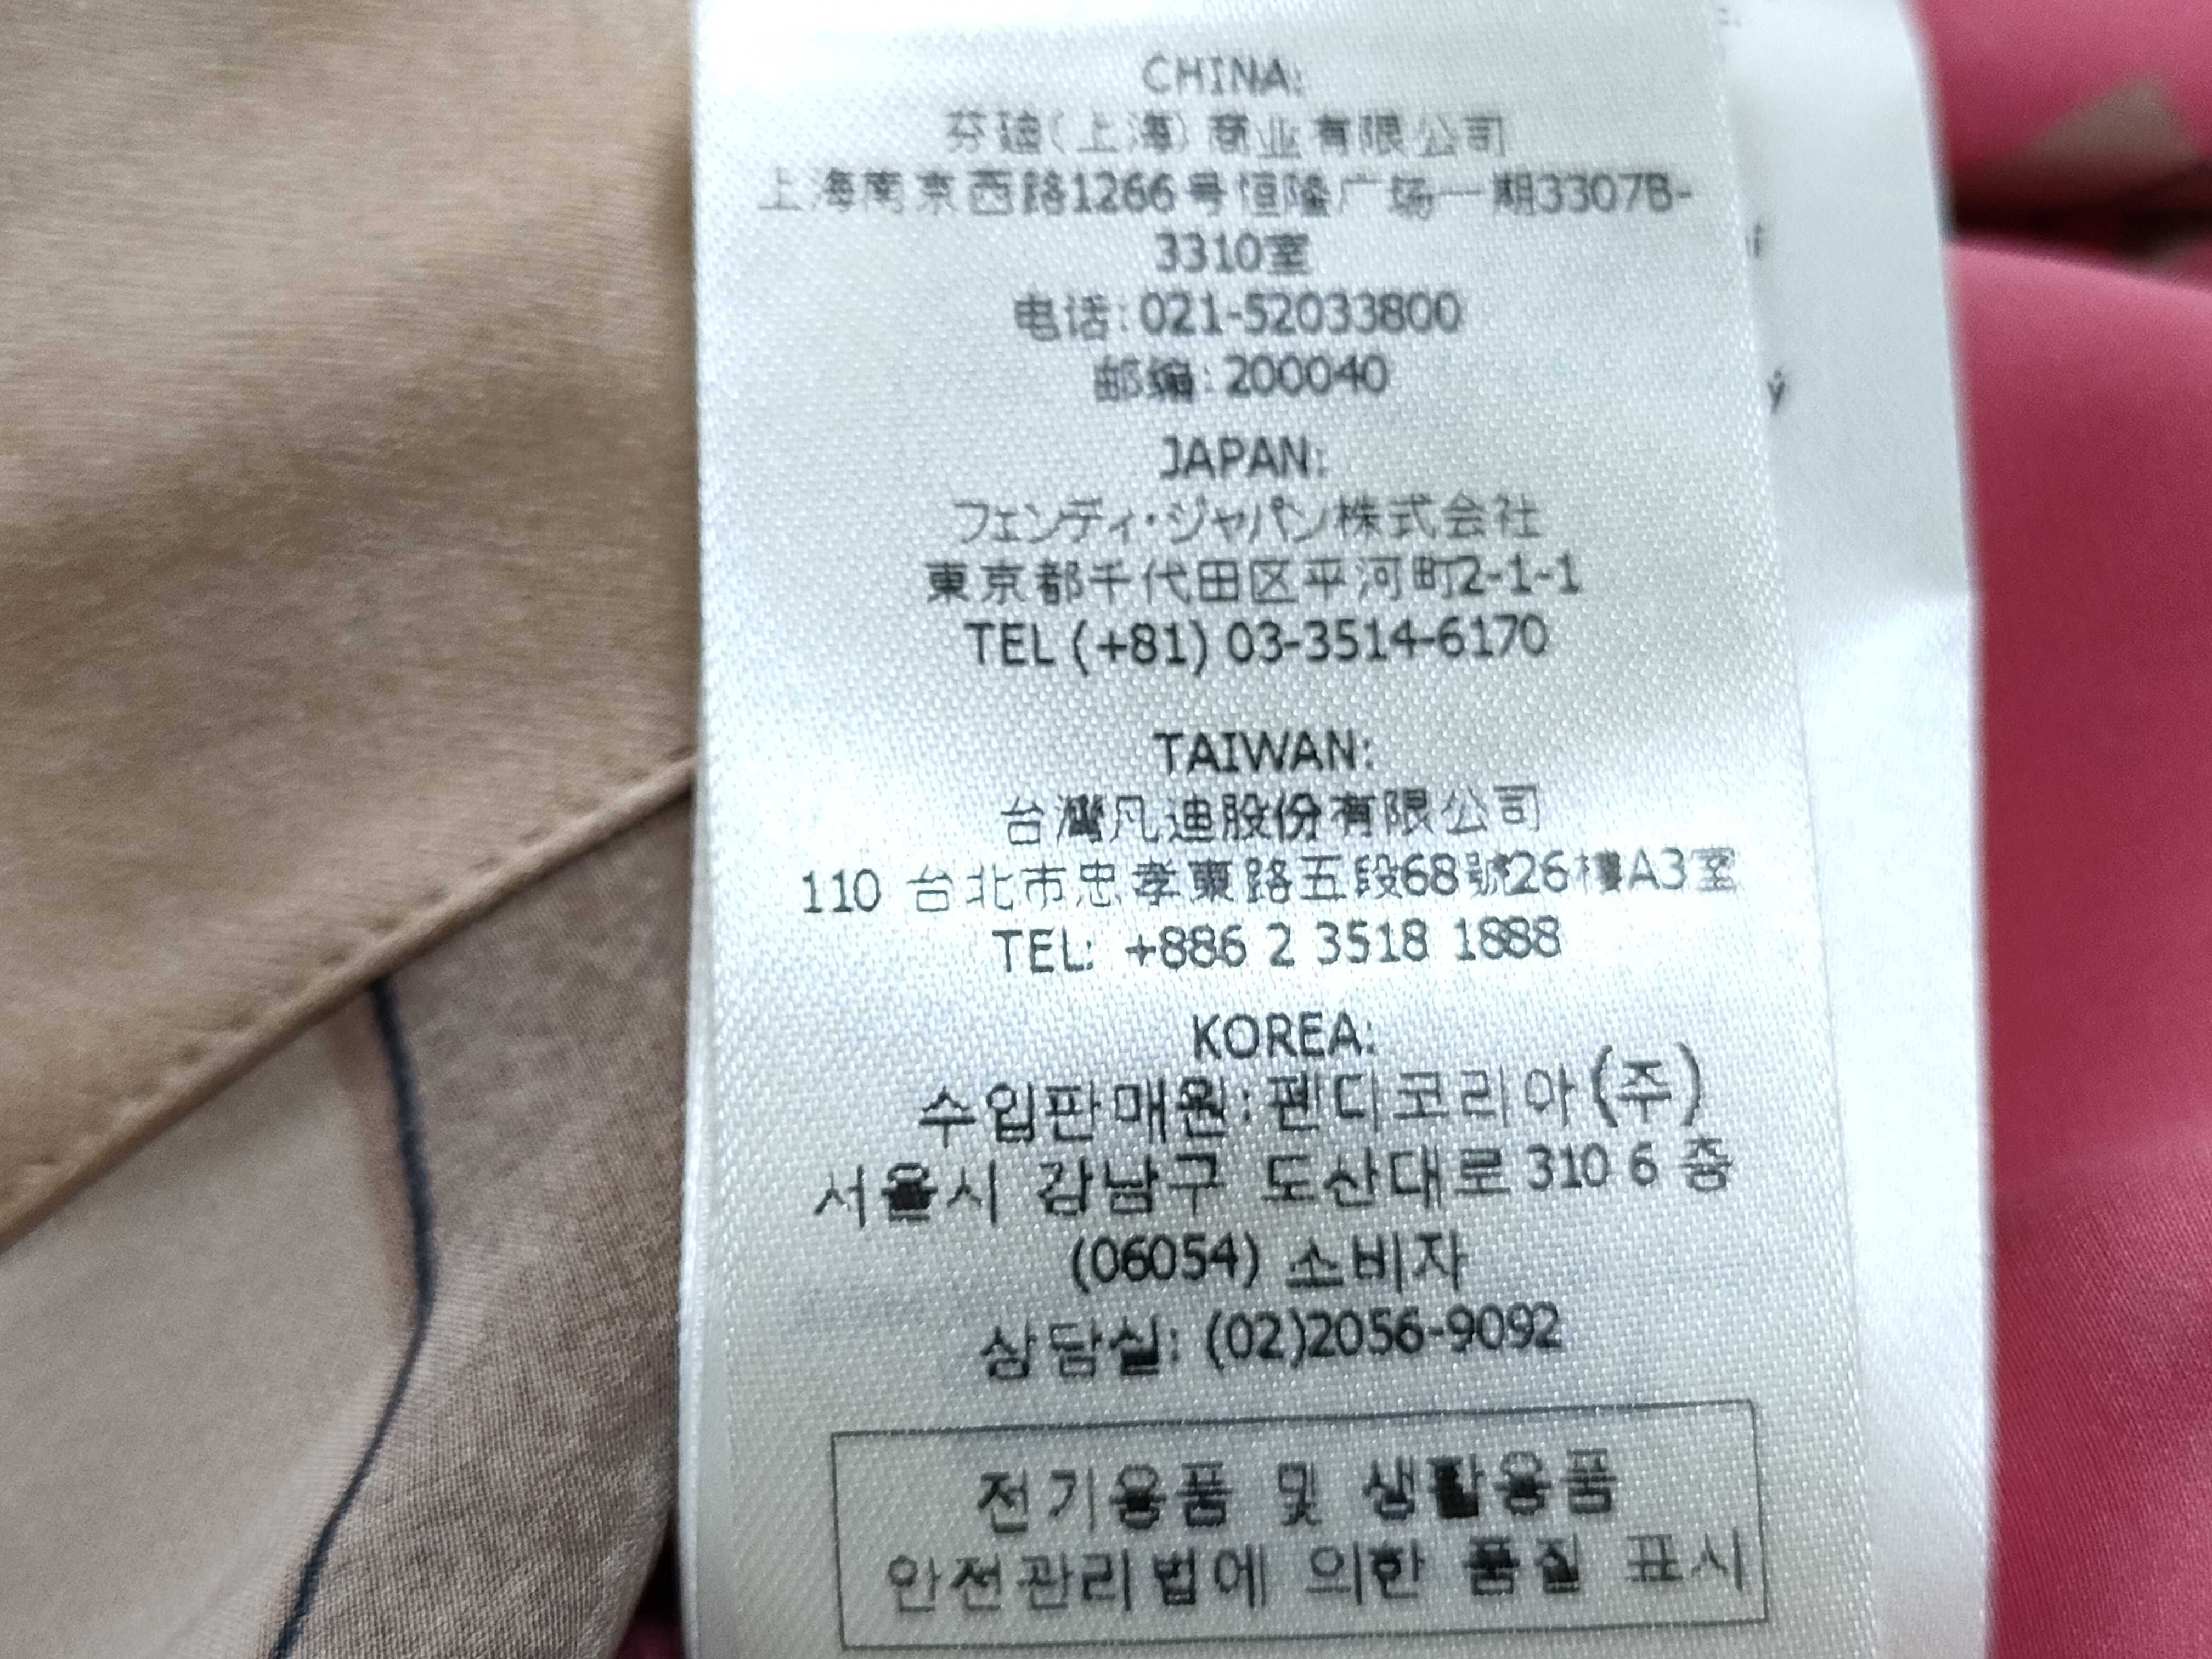 CHINA:
芬迪(上海)商业有限公司
上海南京西路1266号恒隆广场一期3307B-
3310室
电话:021-52033800
邮编:200040
JAPAN:
フェンディ・ジャパン株式会社
東京都千代田区平河町2-1-1
TEL (+81) 03-3514-6170
TAIWAN:
台灣凡迪股份有限公司
110 台北市忠孝東路五段68號26樓A3室
TEL: +886 2 3518 1888
KOREA:
수입판매원:펜디코리아(주)
서울시 강남구 도산대로 310 6 층
(06054) 소비자
상담실: (02)2056-9092
전기용품 및 생활용품
안전관리법에 의한 품질 표시